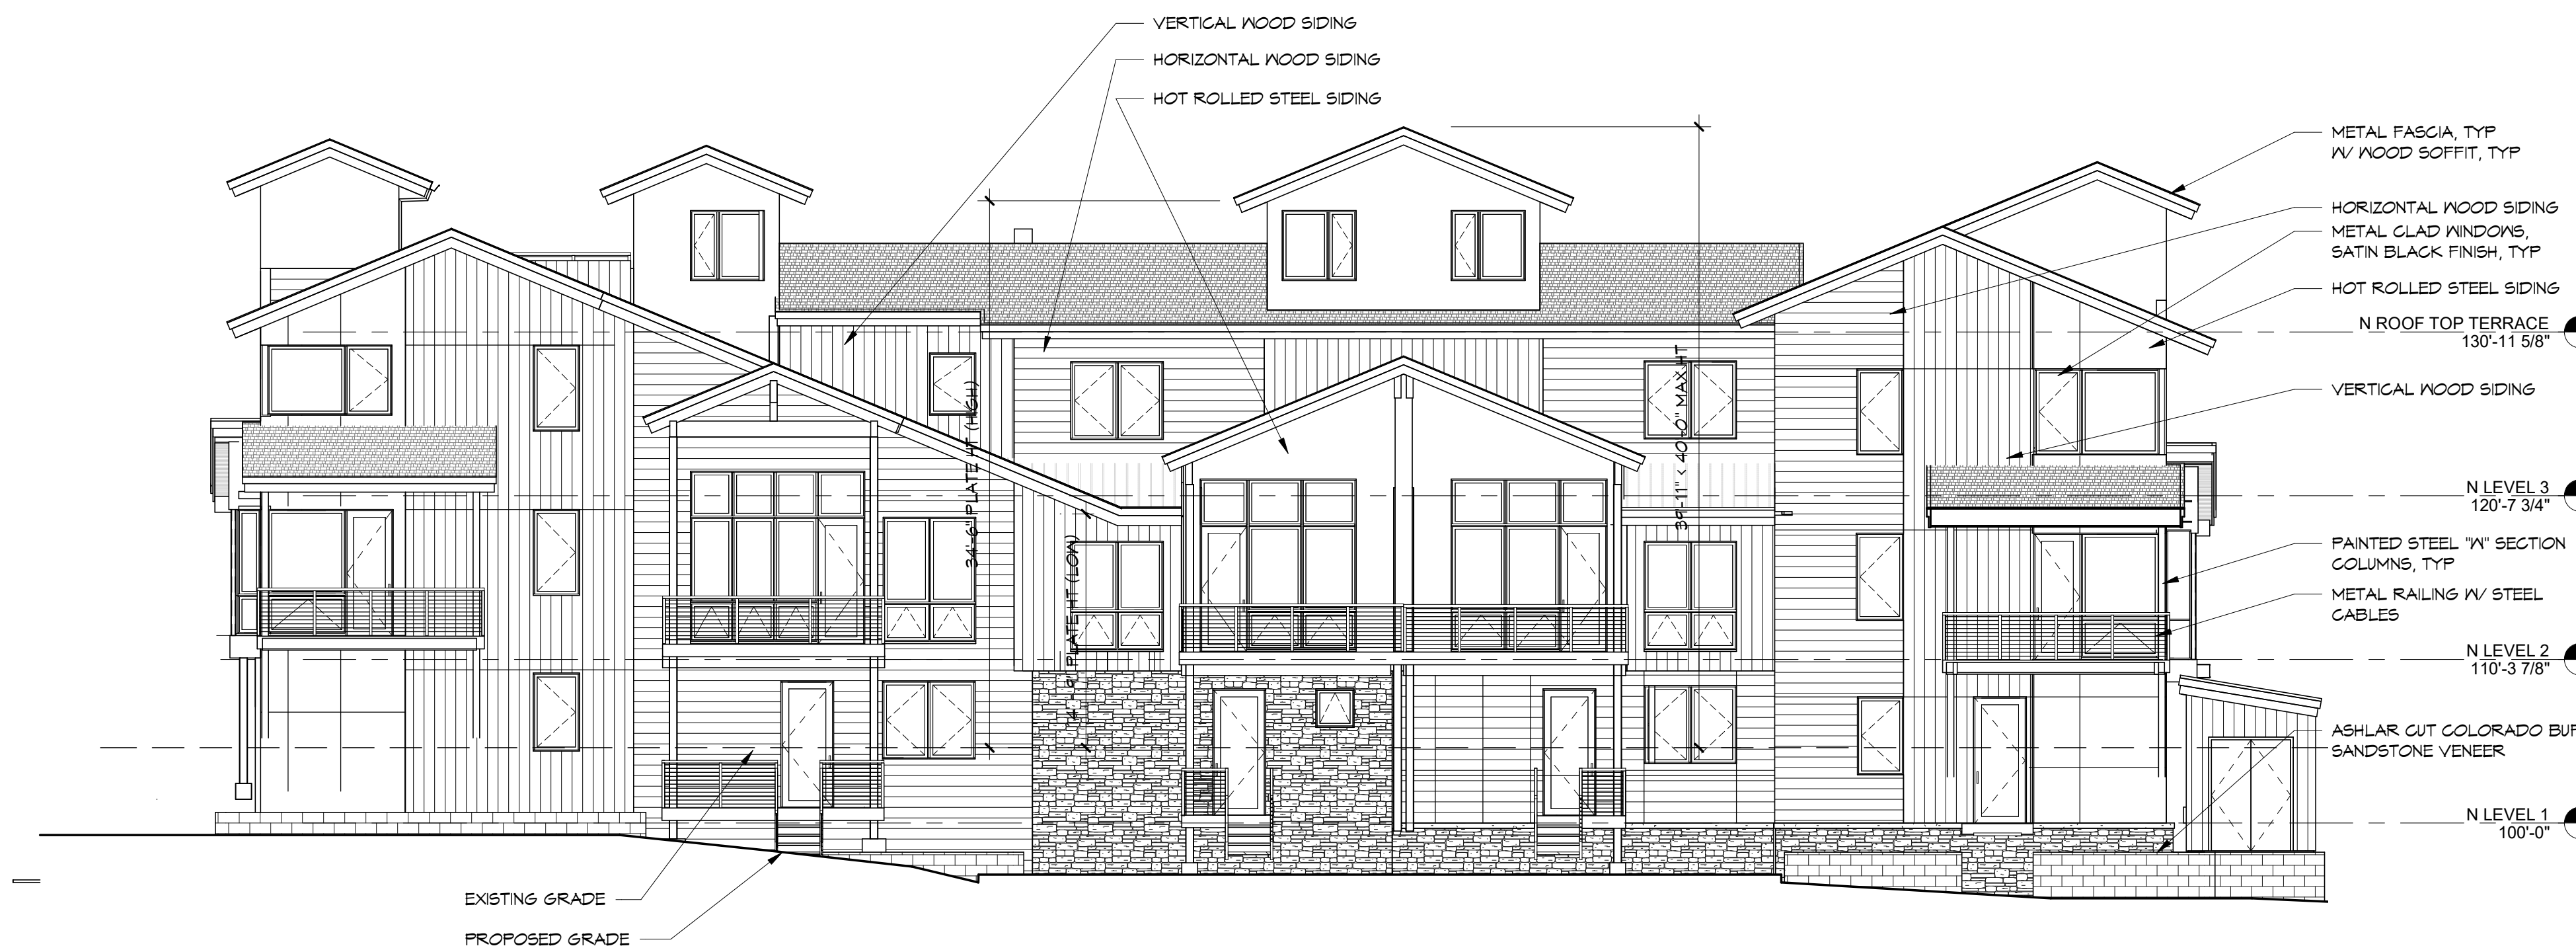 VERTICAL WOOD SIDING
HORIZONTAL WOOD SIDING
HOT ROLLED STEEL SIDING
METAL FASCIA, TYP
W/ WOOD SOFFIT, TYP
HORIZONTAL WOOD SIDING
METAL CLAD WINDOWS,
SATIN BLACK FINISH, TYP
HOT ROLLED STEEL SIDING
N ROOF TOP TERRACE
130'-11 5/8"
VERTICAL WOOD SIDING
34'-6" PLATE HT (HIGH)
39'-11" < 40'-0" MAX HT
PLATE HT (LOW)
N LEVEL 3
120'-7 3/4"
PAINTED STEEL "W" SECTION
COLUMNS, TYP
METAL RAILING W/ STEEL
CABLES
N LEVEL 2
110'-3 7/8"
ASHLAR CUT COLORADO
SANDSTONE VENEER
N LEVEL 1
100'-0"
EXISTING GRADE
PROPOSED GRADE